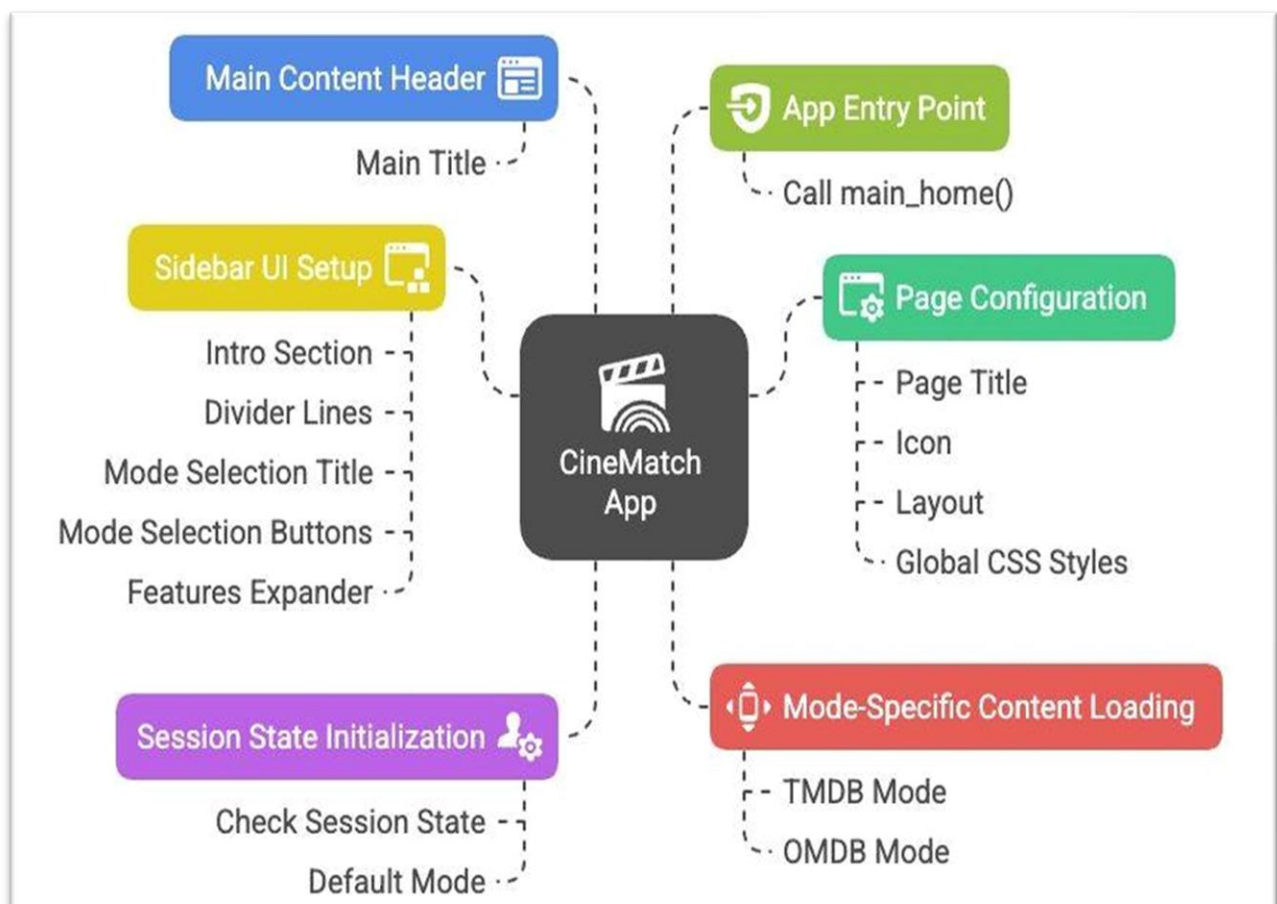 Main Content Header
Main Title
Sidebar UI Setup
Intro Section
Divider Lines
Mode Selection Title
Mode Selection Buttons
Features Expander
Session State Initialization
Check Session State
Default Mode
CineMatch
App
App Entry Point
Call main_home()
Page Configuration
Page Title
Icon
Layout
Global CSS Styles
Mode-Specific Content Loading
TMDB Mode
OMDB Mode